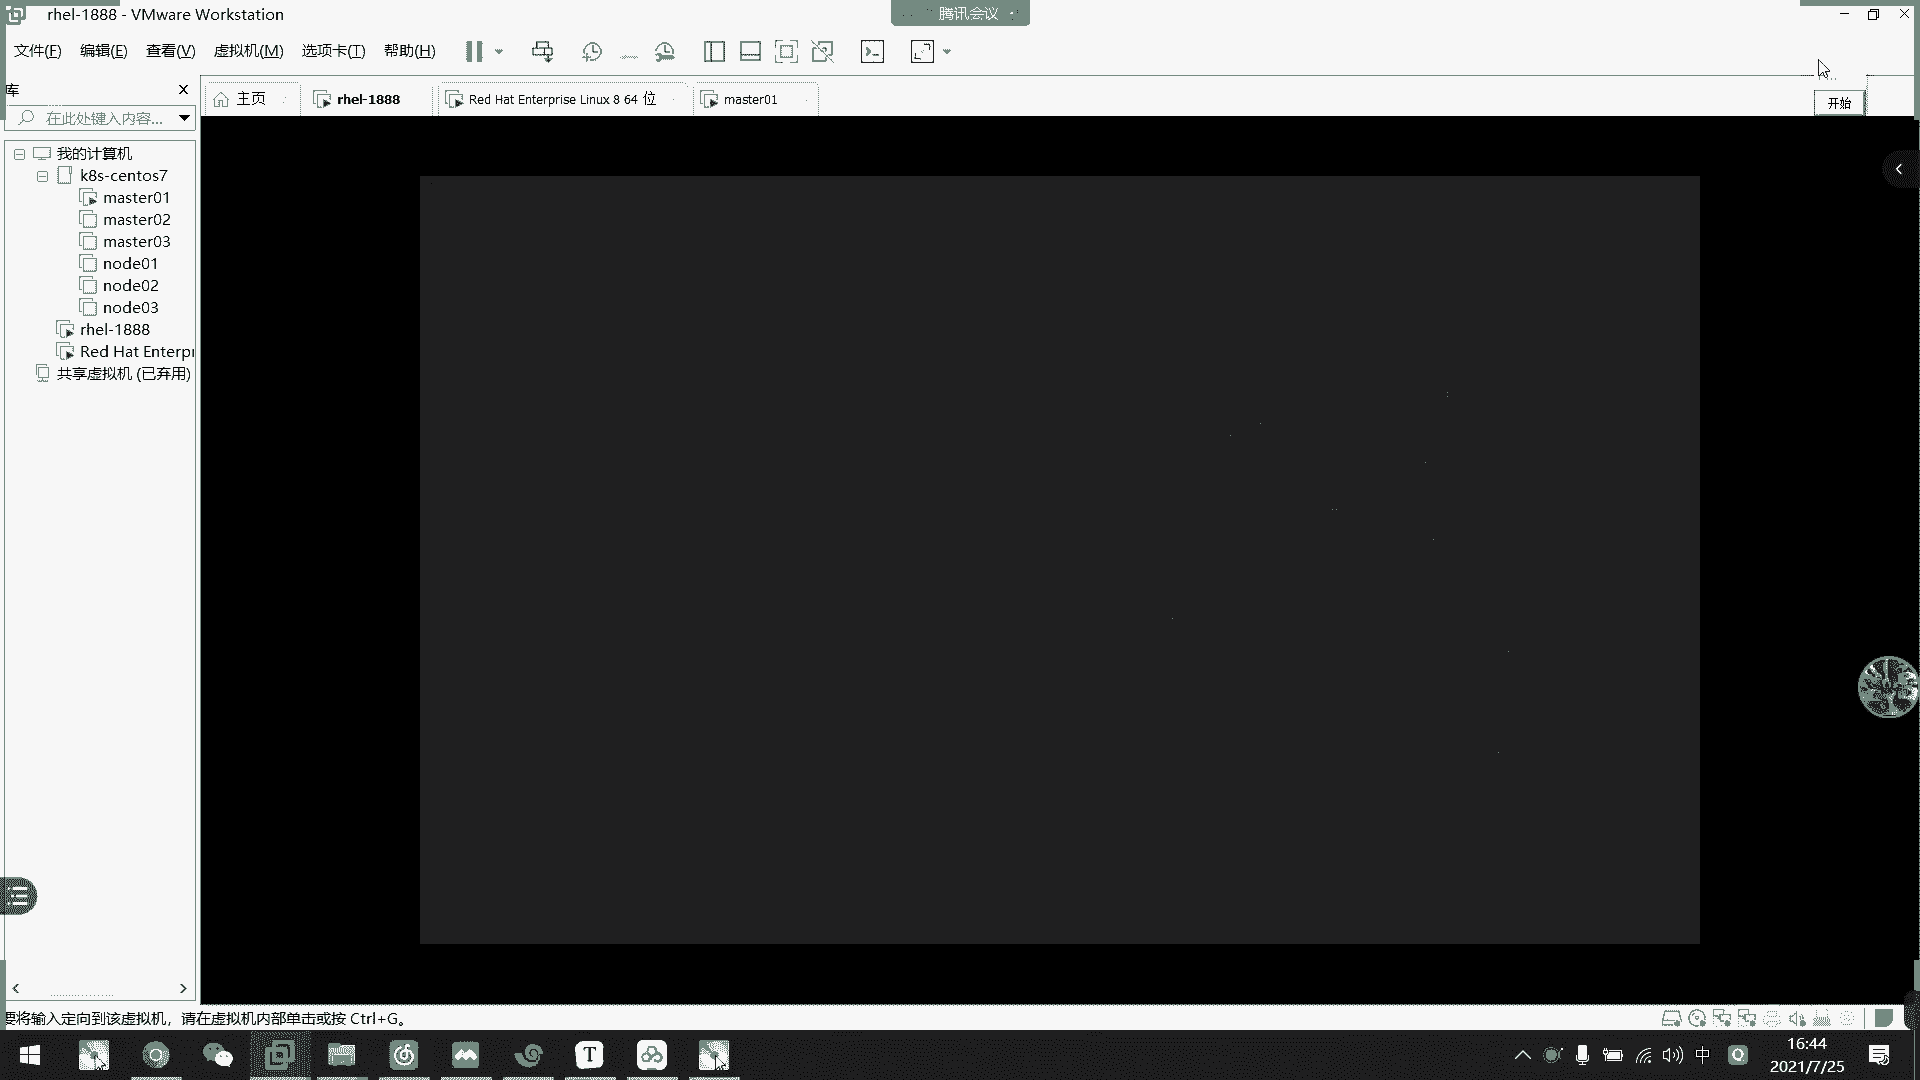 rhel-1888 - VMware Workstation
腾讯会议
文件(F) 编辑(E) 查看(V) 虚拟机(M) 选项卡(T) 帮助(H)
库
主页
rhel-1888
Red Hat Enterprise Linux 8 64 位
master01
开始
在此处键入内容...
我的计算机
k8s-centos7
master01
master02
master03
node01
node02
node03
rhel-1888
Red Hat Enterpr
共享虚拟机 (已弃用)
要将输入定向到该虚拟机，请在虚拟机内部单击或按 Ctrl+G。
中
16:44
2021/7/25